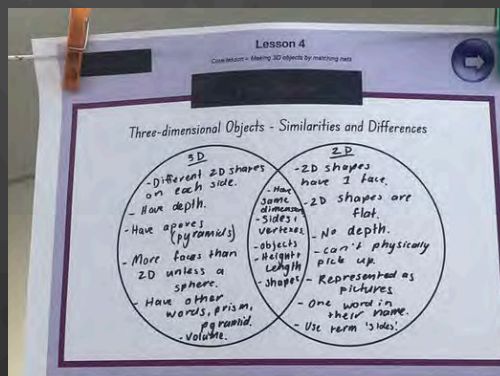 Lesson 4
Core lesson – Making 3D objects by matching nets
Three-dimensional Objects - Similarities and Differences
3D
-Different 2D shapes
on each side.
- Have depth.
- Have apexes
(pyramids)
- More faces than
2D unless a
sphere.
- Have other
words, prism,
pyramid.
- Volume.
- Have
same
dimension
- Sides,
vertexes
- objects
- Height +
Length
- shapes
2D
-2D shapes
have 1 face.
-2D shapes are
flat.
- No depth.
- can't physically
pick up.
- Represented as
pictures
- One word in
their name.
- Use term 'sides'.